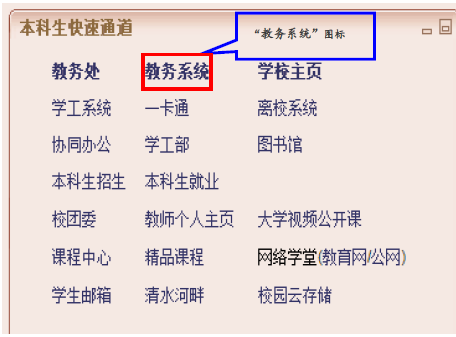 本科生快速通道 “教务系统”图标
教务处 教务系统 学校主页
学工系统 一卡通 离校系统
协同办公 学工部 图书馆
本科生招生 本科生就业
校团委 教师个人主页 大学视频公开课
课程中心 精品课程 网络学堂(教育网/公网)
学生邮箱 清水河畔 校园云存储